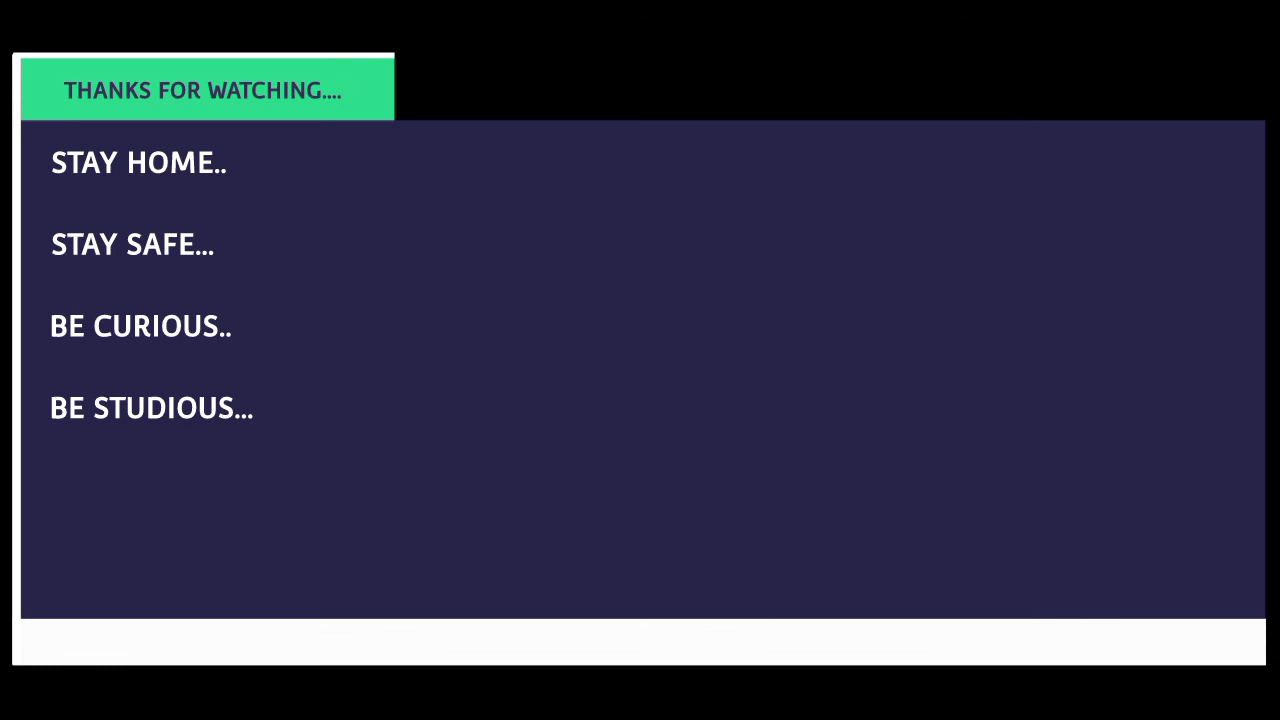 THANKS FOR WATCHING....
STAY HOME..
STAY SAFE...
BE CURIOUS..
BE STUDIOUS...